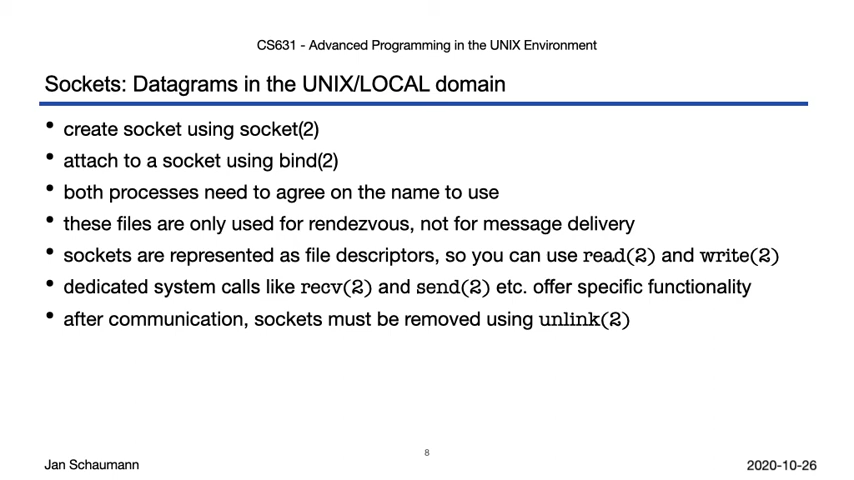 CS631 - Advanced Programming in the UNIX Environment
Sockets: Datagrams in the UNIX/LOCAL domain
• create socket using socket(2)
• attach to a socket using bind(2)
• both processes need to agree on the name to use
• these files are only used for rendezvous, not for message delivery
• sockets are represented as file descriptors, so you can use read(2) and write(2)
• dedicated system calls like recv(2) and send(2) etc. offer specific functionality
• after communication, sockets must be removed using unlink(2)
8
Jan Schaumann
2020-10-26